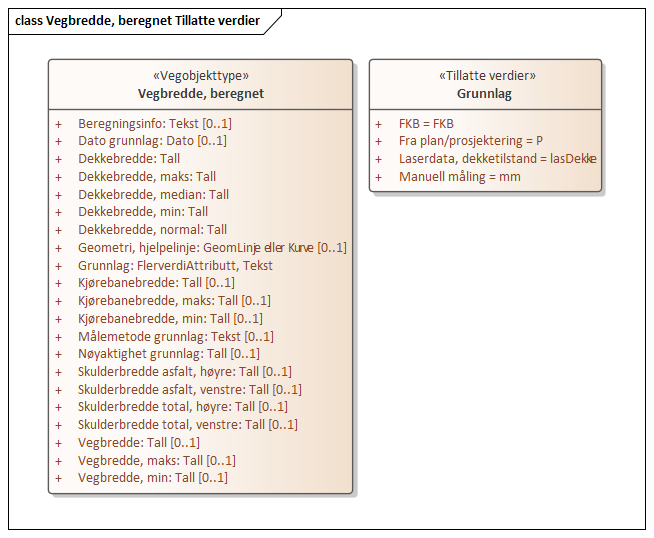 class Vegbredde, beregnet Tillatte verdier
«Vegobjekttype»
Vegbredde, beregnet
+ Beregningsinfo: Tekst [0..1]
+ Dato grunnlag: Dato [0..1]
+ Dekkebredde: Tall
+ Dekkebredde, maks: Tall
+ Dekkebredde, median: Tall
+ Dekkebredde, min: Tall
+ Dekkebredde, normal: Tall
+ Geometri, hjelpelinje: GeomLinje eller Kurve [0..1]
+ Grunnlag: FlerverdiAttributt, Tekst
+ Kjørebanebredde: Tall [0..1]
+ Kjørebanebredde, maks: Tall [0..1]
+ Kjørebanebredde, min: Tall [0..1]
+ Målemetode grunnlag: Tekst [0..1]
+ Nøyaktighet grunnlag: Tall [0..1]
+ Skulderbredde asfalt, høyre: Tall [0..1]
+ Skulderbredde asfalt, venstre: Tall [0..1]
+ Skulderbredde total, høyre: Tall [0..1]
+ Skulderbredde total, venstre: Tall [0..1]
+ Vegbredde: Tall [0..1]
+ Vegbredde, maks: Tall [0..1]
+ Vegbredde, min: Tall [0..1]
«Tillatte verdier»
Grunnlag
+ FKB = FKB
+ Fra plan/prosjektering = P
+ Laserdata, dekketilstand = lasDekke
+ Manuell måling = mm